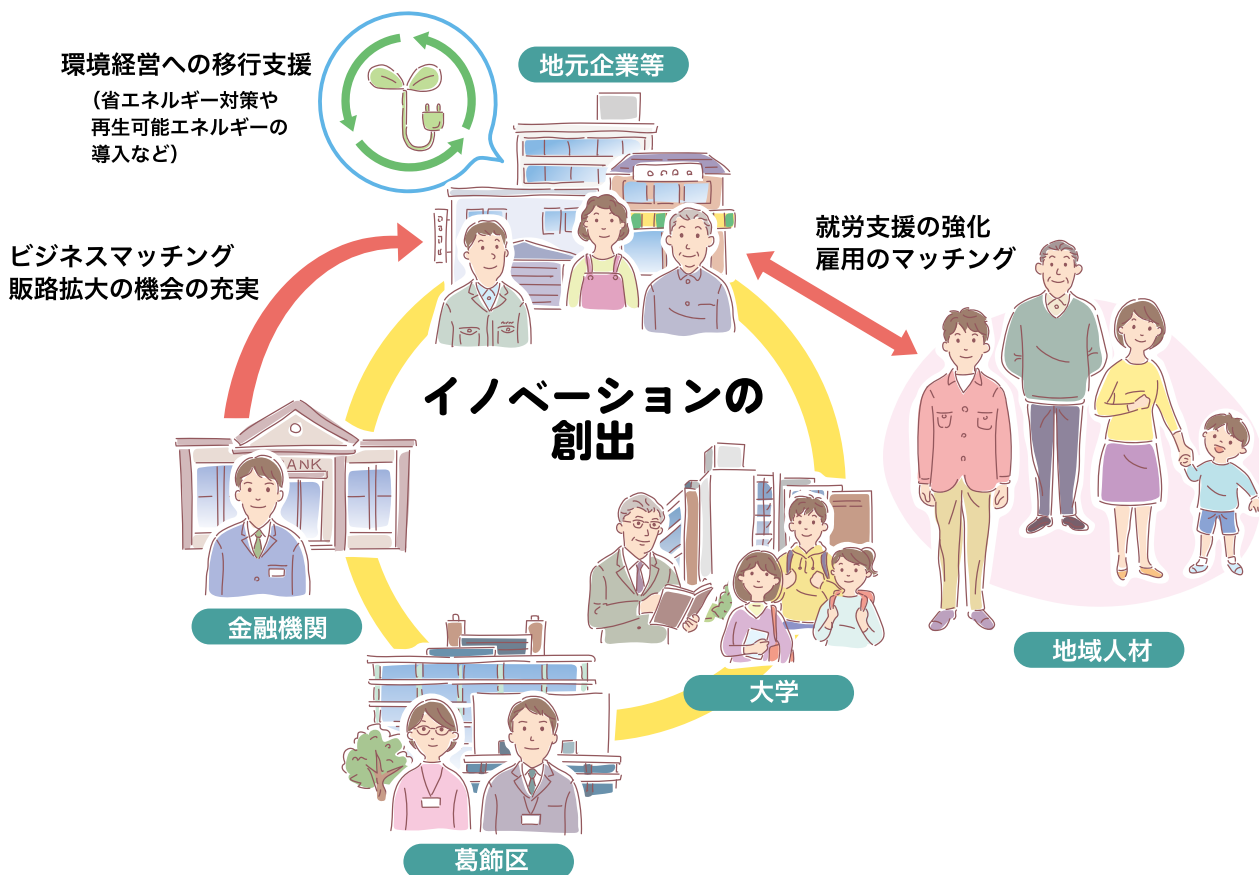 環境経営への移行支援
（省エネルギー対策や
再生可能エネルギーの
導入など）
地元企業等
ビジネスマッチング
販路拡大の機会の充実
就労支援の強化
雇用のマッチング
イノベーションの
創出
ANK
金融機関
大学
地域人材
葛飾区